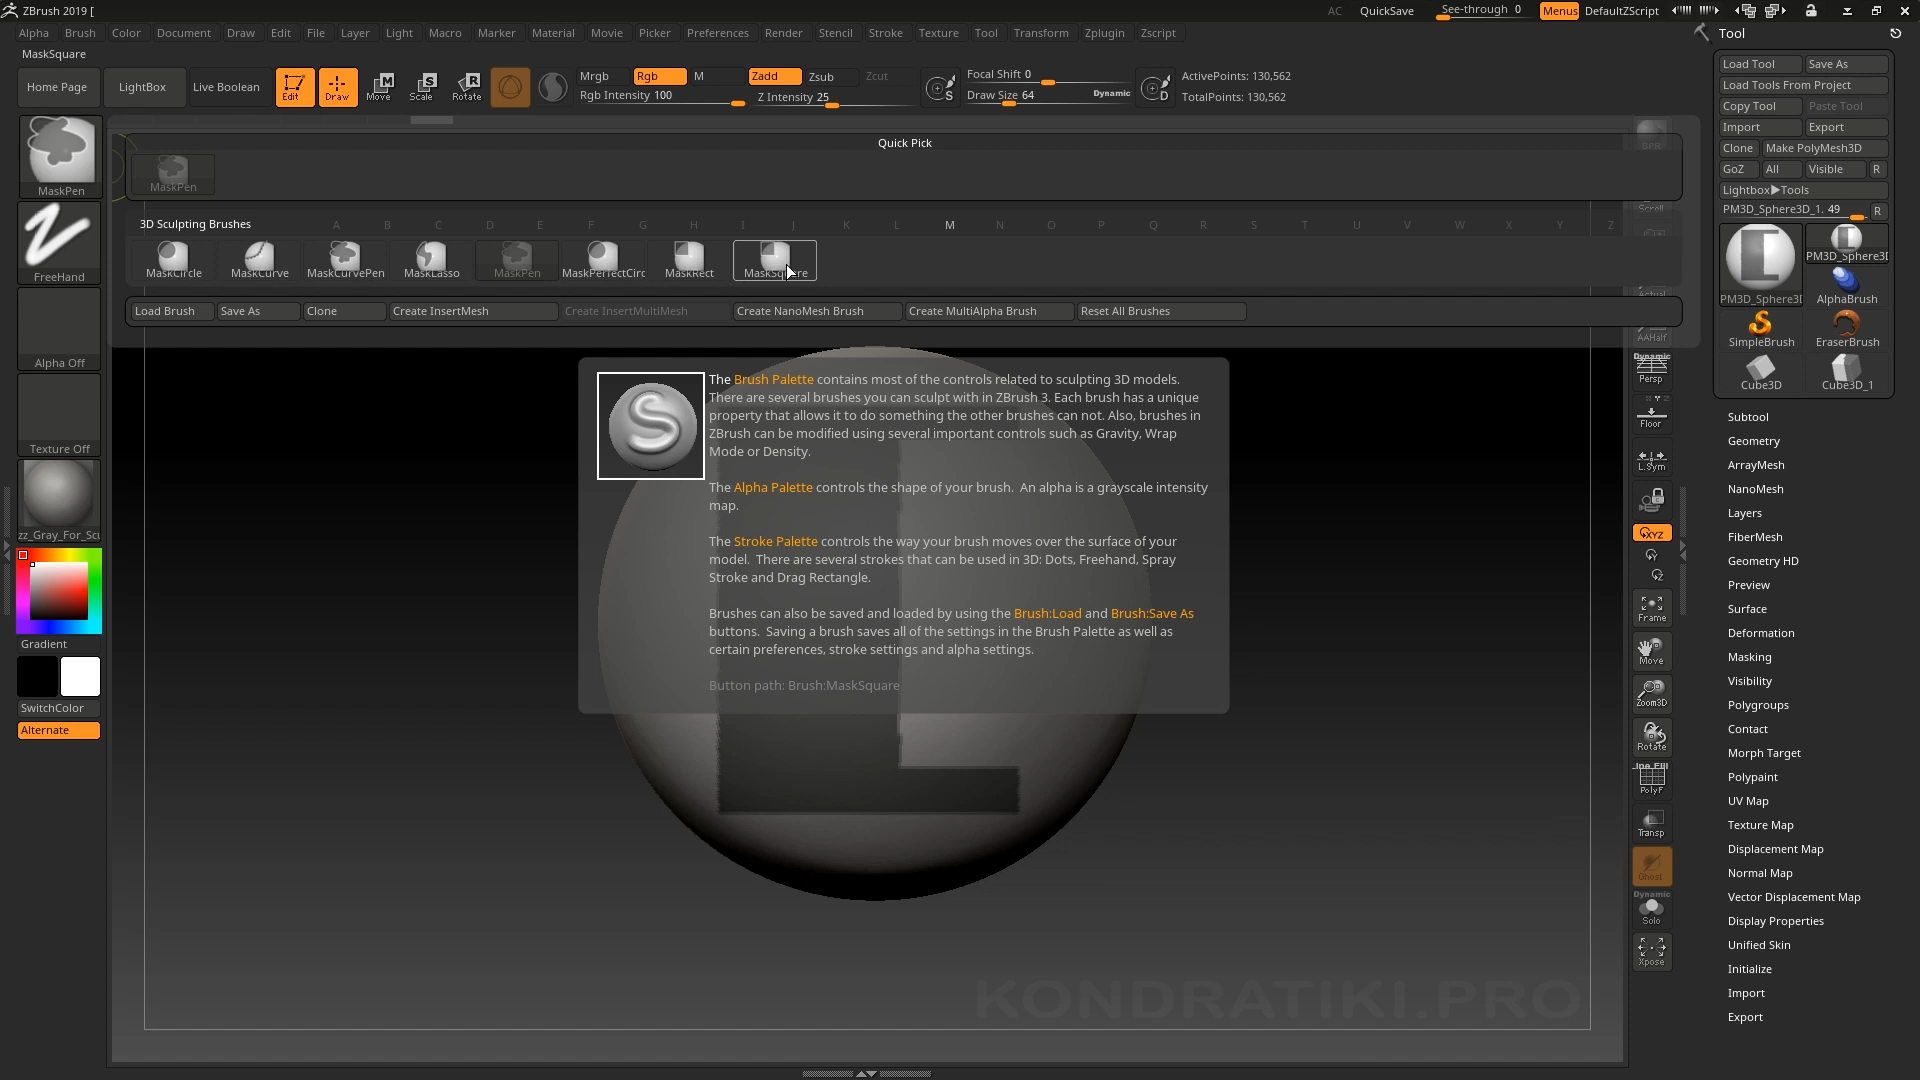 ZBrush 2019 [
AC QuickSave See-through 0 Menus DefaultZScript
Alpha Brush Color Document Draw Edit File Layer Light Macro Marker Material Movie Picker Preferences Render Stencil Stroke Texture Tool Transform Zplugin Zscript
MaskSquare
Home Page LightBox Live Boolean Edit Draw Move Scale Rotate
Mrgb Rgb M Zadd Zsub Zcut
Rgb Intensity 100 Z Intensity 25
Focal Shift 0
Draw Size 64 Dynamic
ActivePoints: 130,562
TotalPoints: 130,562
MaskPen
FreeHand
Alpha Off
Texture Off
zz_Gray_For_Scu
Gradient
SwitchColor
Alternate
Quick Pick
MaskPen
3D Sculpting Brushes A B C D E F G H I J K L M N O P Q R S T U V W X Y Z
MaskCircle MaskCurve MaskCurvePen MaskLasso MaskPen MaskPerfectCirc MaskRect MaskSquare
Load Brush Save As Clone Create InsertMesh Create InsertMultiMesh Create NanoMesh Brush Create MultiAlpha Brush Reset All Brushes
The Brush Palette contains most of the controls related to sculpting 3D models.
There are several brushes you can sculpt with in ZBrush 3. Each brush has a unique
property that allows it to do something the other brushes can not. Also, brushes in
ZBrush can be modified using several important controls such as Gravity, Wrap
Mode or Density.
The Alpha Palette controls the shape of your brush. An alpha is a grayscale intensity
map.
The Stroke Palette controls the way your brush moves over the surface of your
model. There are several strokes that can be used in 3D: Dots, Freehand, Spray
Stroke and Drag Rectangle.
Brushes can also be saved and loaded by using the Brush:Load and Brush:Save As
buttons. Saving a brush saves all of the settings in the Brush Palette as well as
certain preferences, stroke settings and alpha settings.
Button path: Brush:MaskSquare
KONDRATIKI.PRO
BPR
Scroll
Actual
AAHalf
Dynamic
Persp
Floor
L.Sym
XYZ
Frame
Move
Zoom3D
Rotate
Line Fill
PolyF
Transp
Ghost
Dynamic
Solo
Xpose
Tool
Load Tool Save As
Load Tools From Project
Copy Tool Paste Tool
Import Export
Clone Make PolyMesh3D
GoZ All Visible R
Lightbox▶Tools
PM3D_Sphere3D_1. 49 R
PM3D_Sphere3D PM3D_Sphere3D
AlphaBrush
SimpleBrush EraserBrush
Cube3D Cube3D_1
Subtool
Geometry
ArrayMesh
NanoMesh
Layers
FiberMesh
Geometry HD
Preview
Surface
Deformation
Masking
Visibility
Polygroups
Contact
Morph Target
Polypaint
UV Map
Texture Map
Displacement Map
Normal Map
Vector Displacement Map
Display Properties
Unified Skin
Initialize
Import
Export